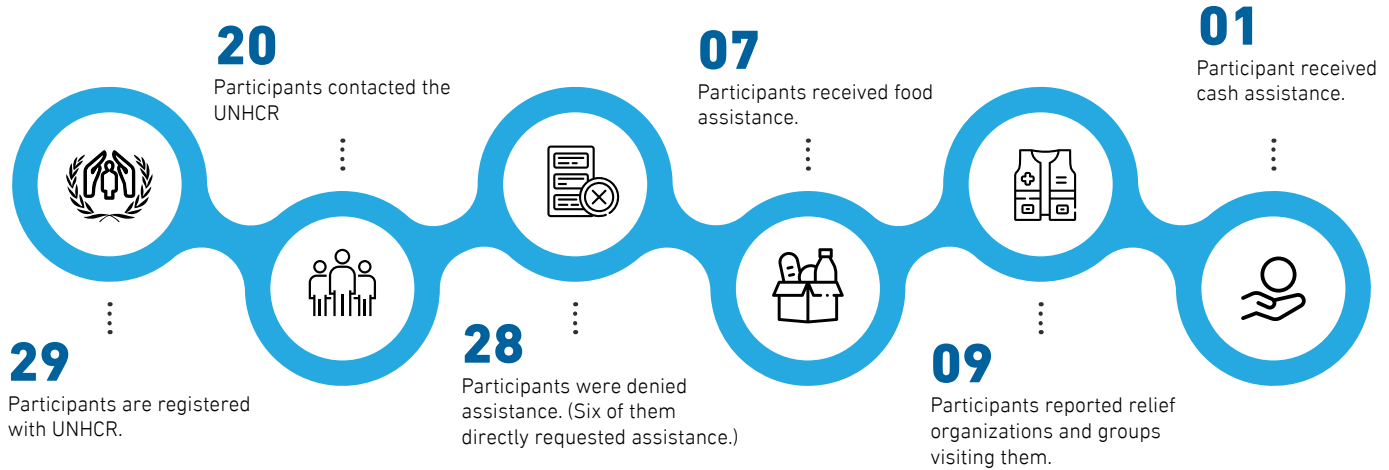 29
Participants are registered
with UNHCR.
20
Participants contacted the
UNHCR
28
Participants were denied
assistance. (Six of them
directly requested assistance.)
07
Participants received food
assistance.
09
Participants reported relief
organizations and groups
visiting them.
01
Participant received
cash assistance.